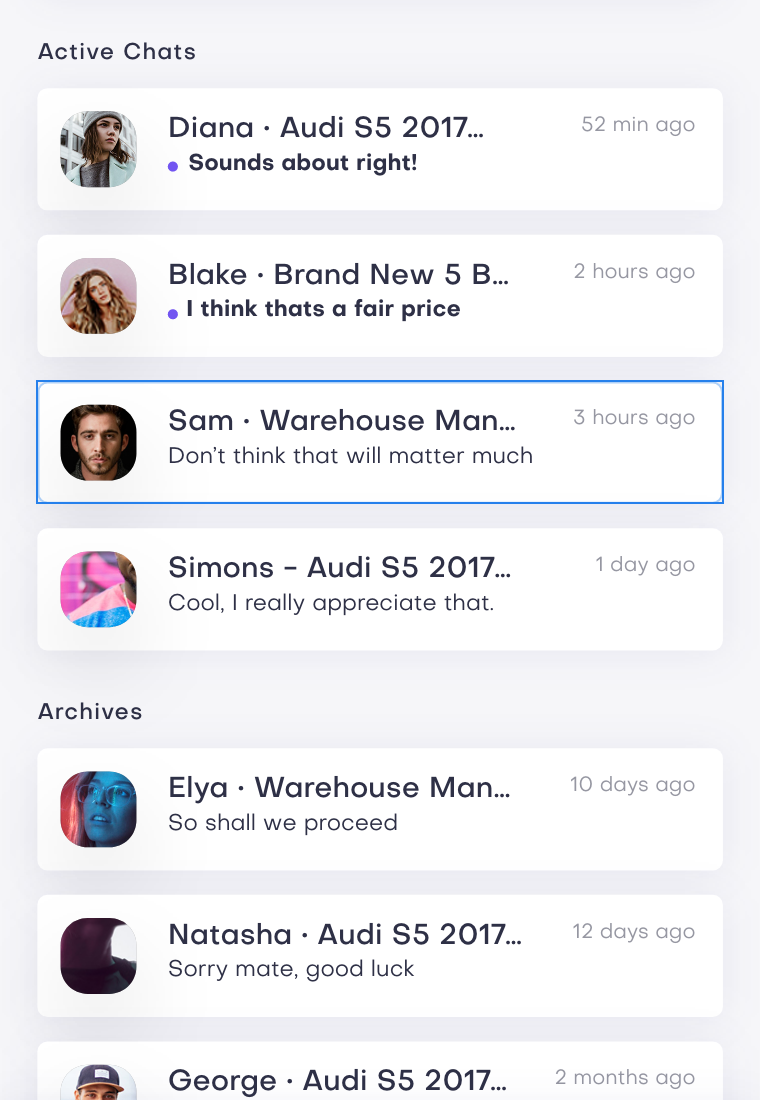 Active Chats
Diana · Audi S5 2017...
52 min ago
Sounds about right!
Blake · Brand New 5 B...
2 hours ago
I think thats a fair price
Sam · Warehouse Man...
3 hours ago
Don’t think that will matter much
Simons – Audi S5 2017...
1 day ago
Cool, I really appreciate that.
Archives
Elya · Warehouse Man...
10 days ago
So shall we proceed
Natasha · Audi S5 2017...
12 days ago
Sorry mate, good luck
George · Audi S5 2017...
2 months ago